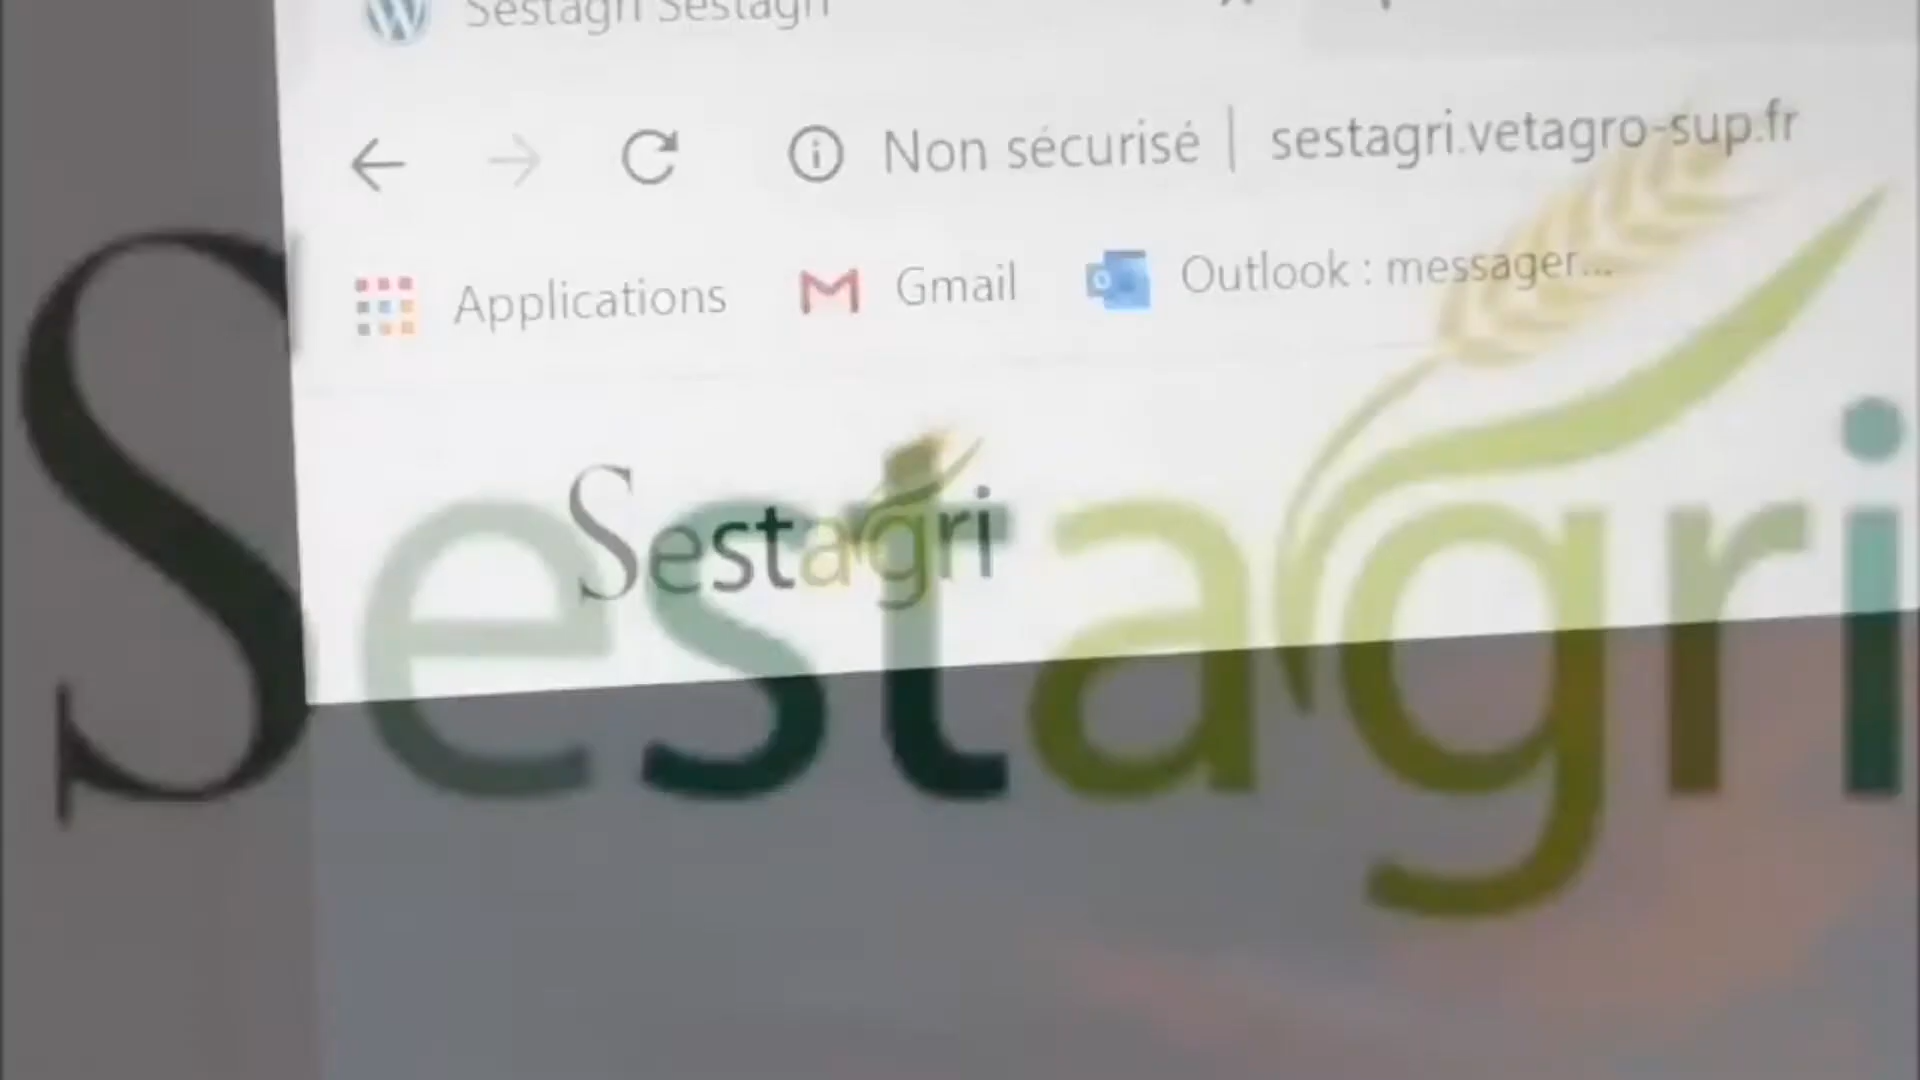 Sestagri Sestagri
Non sécurisé | sestagri.vetagro-sup.fr
Applications Gmail Outlook : messager...
Sestagri
Sestagri